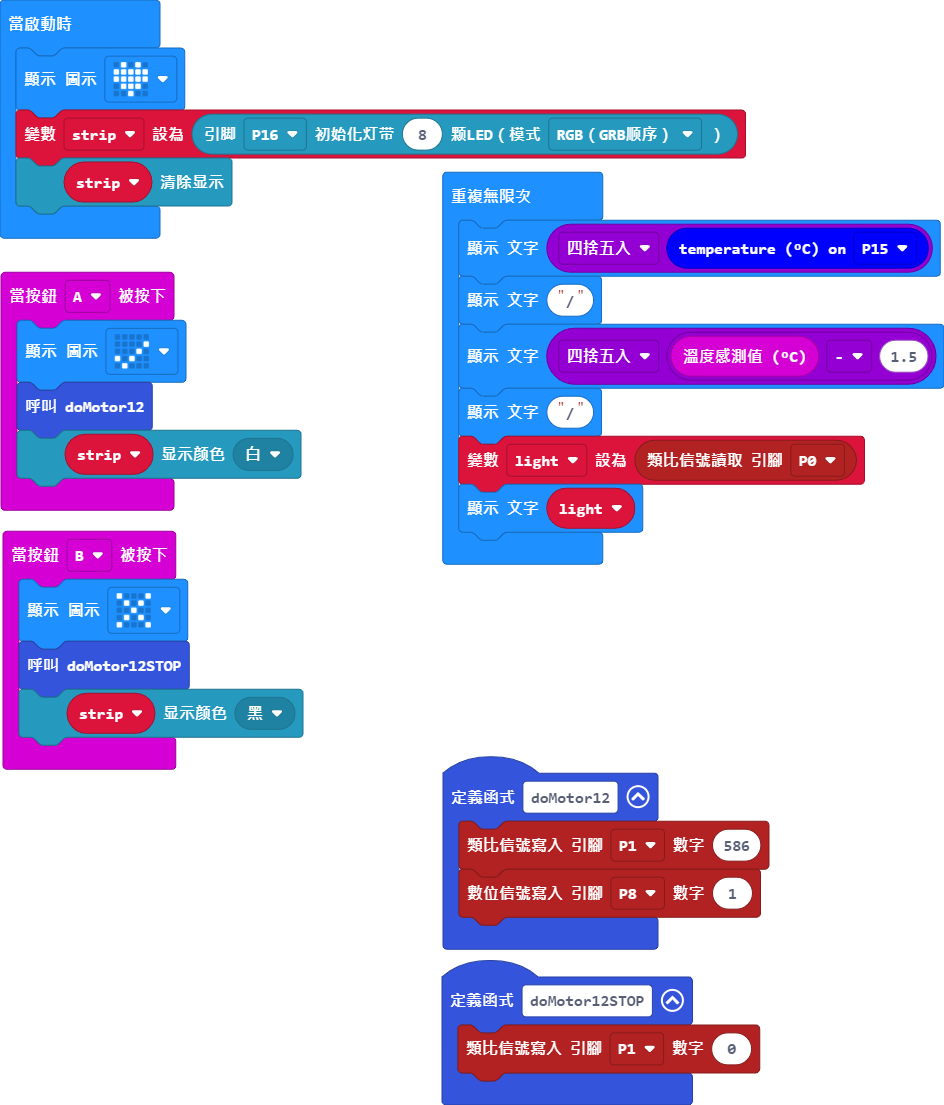 當啟動時
顯示 圖示
變數 strip 設為 引脚 P16 初始化灯带 8 颗LED ( 模式 RGB（GRB顺序） )
strip 清除显示
當按鈕 A 被按下
顯示 圖示
呼叫 doMotor12
strip 显示颜色 白
當按鈕 B 被按下
顯示 圖示
呼叫 doMotor12STOP
strip 显示颜色 黑
重複無限次
顯示 文字 四捨五入 temperature (ºC) on P15
顯示 文字 "/"
顯示 文字 四捨五入 溫度感測值 (ºC) - 1.5
顯示 文字 "/"
變數 light 設為 類比信號讀取 引腳 P0
顯示 文字 light
定義函式 doMotor12
類比信號寫入 引腳 P1 數字 586
數位信號寫入 引腳 P8 數字 1
定義函式 doMotor12STOP
類比信號寫入 引腳 P1 數字 0